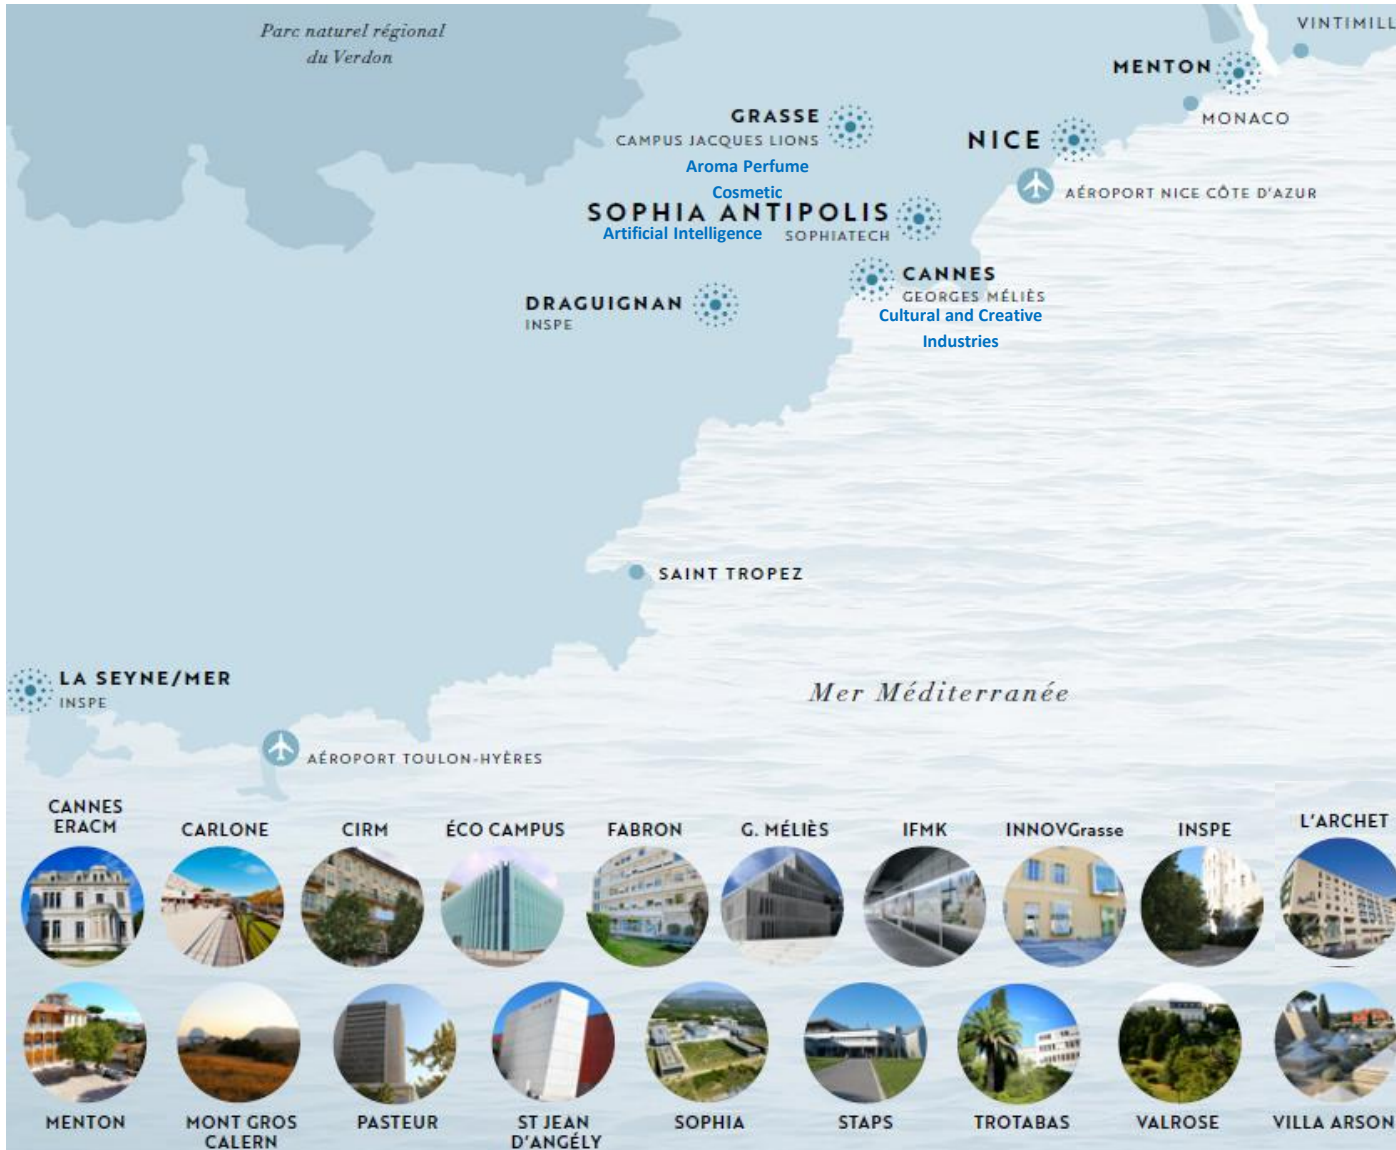 Parc naturel régional
du Verdon
VINTIMILL
MENTON
MONACO
GRASSE
CAMPUS JACQUES LIONS
Aroma Perfume
Cosmetic
NICE
AÉROPORT NICE CÔTE D'AZUR
SOPHIA ANTIPOLIS
Artificial Intelligence SOPHIATECH
CANNES
GEORGES MÉLIÈS
Cultural and Creative
Industries
DRAGUIGNAN
INSPE
SAINT TROPEZ
LA SEYNE/MER
INSPE
Mer Méditerranée
AÉROPORT TOULON-HYÈRES
CANNES
ERACM
CARLONE
CIRM
ÉCO CAMPUS
FABRON
G. MÉLIÈS
IFMK
INNOVGrasse
INSPE
L'ARCHET
MENTON
MONT GROS
CALERN
PASTEUR
ST JEAN
D'ANGÉLY
SOPHIA
STAPS
TROTABAS
VALROSE
VILLA ARSON